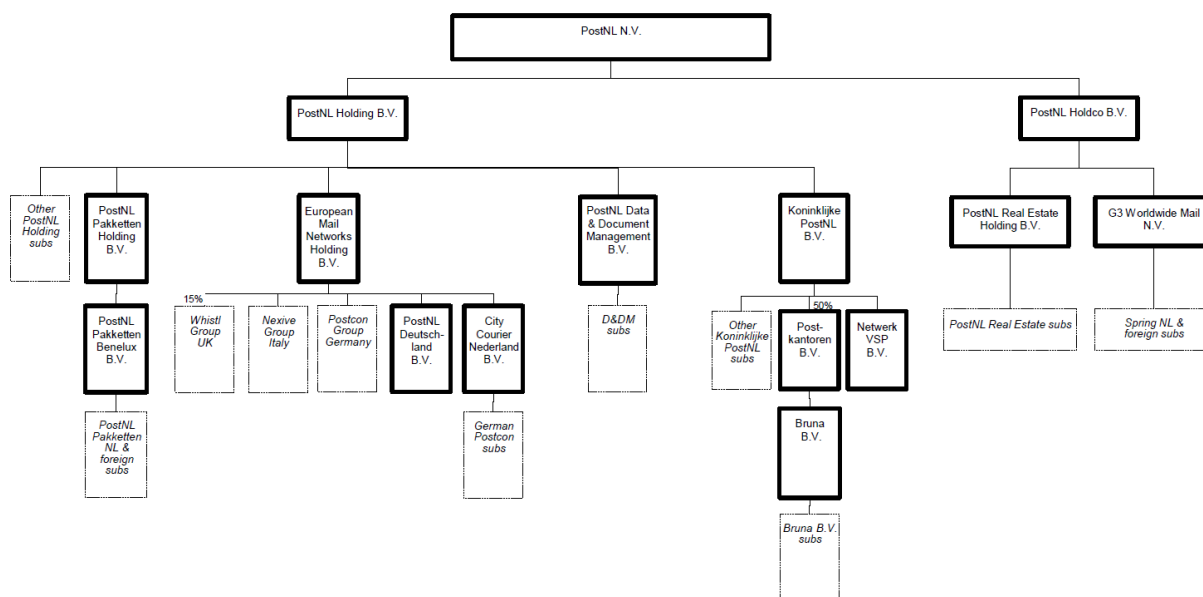 PostNL N.V.
PostNL Holding B.V.
PostNL Holdco B.V.
Other
PostNL
Holding
subs
PostNL
Pakketten
Holding
B.V.
European
Mail
Networks
Holding
B.V.
PostNL Data
& Document
Management
B.V.
Koninklijke
PostNL
B.V.
PostNL Real Estate
Holding B.V.
G3 Worldwide Mail
N.V.
15%
50%
PostNL
Pakketten
Benelux
B.V.
Whistl
Group
UK
Nexive
Group
Italy
Postcon
Group
Germany
PostNL
Deutsch-
land
B.V.
City
Courier
Nederland
B.V.
D&DM
subs
Other
Koninklijke
PostNL
subs
Post-
kantoren
B.V.
Netwerk
VSP
B.V.
PostNL Real Estate subs
Spring NL &
foreign subs
PostNL
Pakketten
NL &
foreign
subs
German
Postcon
subs
Bruna
B.V.
Bruna B.V.
subs